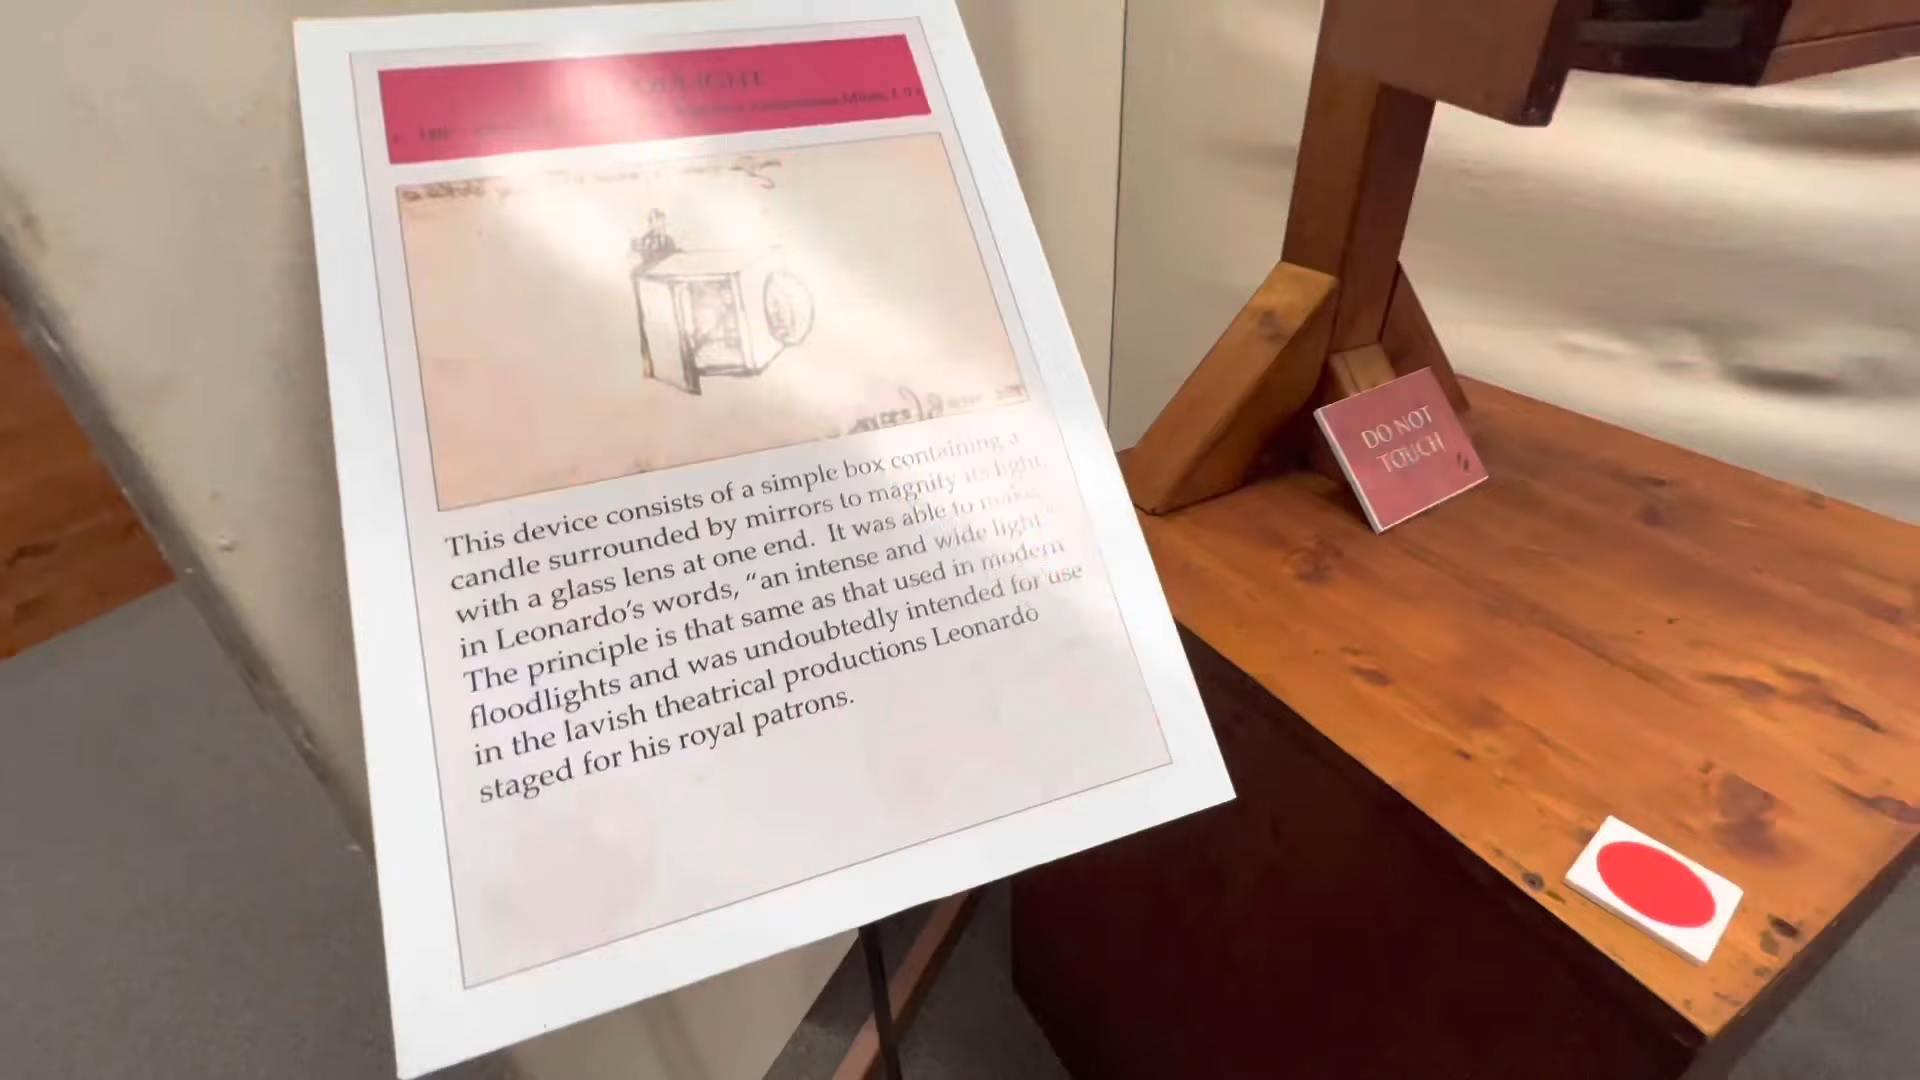 This device consists of a simple box containing a
candle surrounded by mirrors to magnify its light,
with a glass lens at one end. It was able to make,
in Leonardo's words, “an intense and wide light.”
The principle is that same as that used in modern
floodlights and was undoubtedly intended for use
in the lavish theatrical productions Leonardo
staged for his royal patrons.
DO NOT
TOUCH